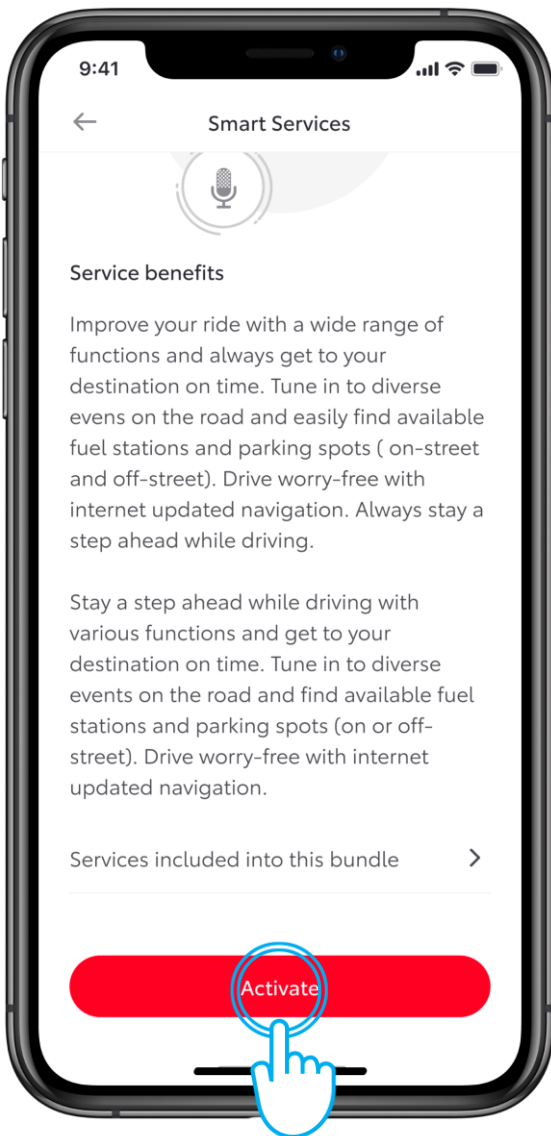 9:41
Smart Services
Service benefits
Improve your ride with a wide range of
functions and always get to your
destination on time. Tune in to diverse
evens on the road and easily find available
fuel stations and parking spots ( on-street
and off-street). Drive worry-free with
internet updated navigation. Always stay a
step ahead while driving.
Stay a step ahead while driving with
various functions and get to your
destination on time. Tune in to diverse
events on the road and find available fuel
stations and parking spots (on or off-
street). Drive worry-free with internet
updated navigation.
Services included into this bundle
Activate